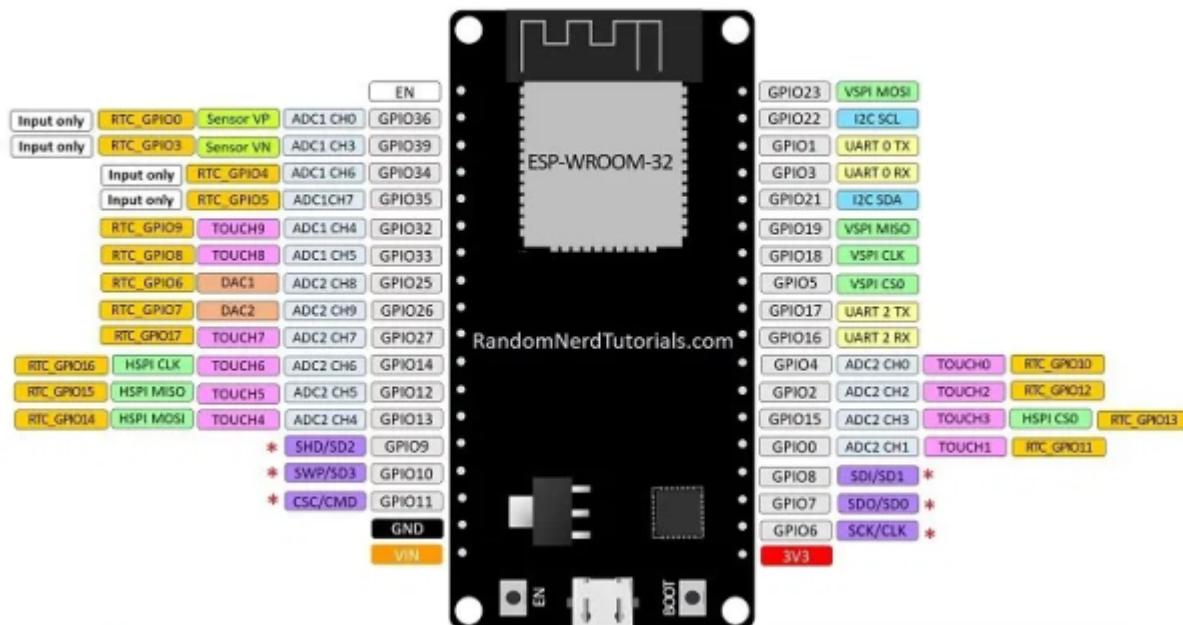 EN
Input only RTC_GPIO0 Sensor VP ADC1 CH0 GPIO36
Input only RTC_GPIO3 Sensor VN ADC1 CH3 GPIO39
Input only RTC_GPIO4 ADC1 CH6 GPIO34
Input only RTC_GPIO5 ADC1CH7 GPIO35
RTC_GPIO9 TOUCH9 ADC1 CH4 GPIO32
RTC_GPIO8 TOUCH8 ADC1 CH5 GPIO33
RTC_GPIO6 DAC1 ADC2 CH8 GPIO25
RTC_GPIO7 DAC2 ADC2 CH9 GPIO26
RTC_GPIO17 TOUCH7 ADC2 CH7 GPIO27
RTC_GPIO16 HSPI CLK TOUCH6 ADC2 CH6 GPIO14
RTC_GPIO15 HSPI MISO TOUCH5 ADC2 CH5 GPIO12
RTC_GPIO14 HSPI MOSI TOUCH4 ADC2 CH4 GPIO13
* SHD/SD2 GPIO9
* SWP/SD3 GPIO10
* CSC/CMD GPIO11
GND
VIN
ESP-WROOM-32
RandomNerdTutorials.com
EN
BOOT
GPIO23 VSPI MOSI
GPIO22 I2C SCL
GPIO1 UART 0 TX
GPIO3 UART 0 RX
GPIO21 I2C SDA
GPIO19 VSPI MISO
GPIO18 VSPI CLK
GPIO5 VSPI CS0
GPIO17 UART 2 TX
GPIO16 UART 2 RX
GPIO4 ADC2 CH0 TOUCH0 RTC_GPIO10
GPIO2 ADC2 CH2 TOUCH2 RTC_GPIO12
GPIO15 ADC2 CH3 TOUCH3 HSPI CS0 RTC_GPIO13
GPIO0 ADC2 CH1 TOUCH1 RTC_GPIO11
GPIO8 SDI/SD1 *
GPIO7 SDO/SD0 *
GPIO6 SCK/CLK *
3V3